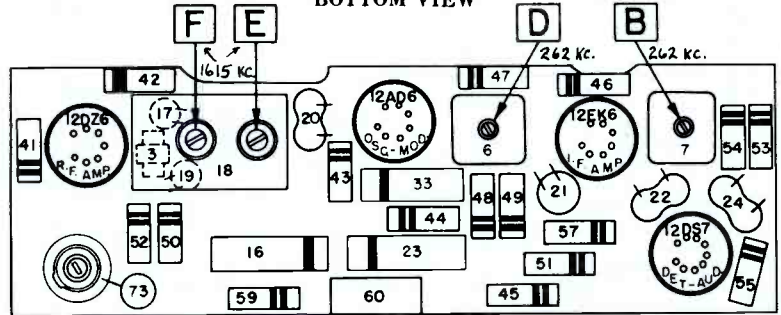 BOTTOM VIEW
F E D B
1615 KC. 262 KC. 262 KC.
42 47 46
12DZ6 R.F. AMP.
17 3 19 18
20
12AD6 OSC-MOD.
6
12EK6 I.F. AMP
7
41 43 33 48 49 21 22 24 54 53
44
52 50 16 23 57 12DS7 DET-AUD.
51
73 59 60 45 55